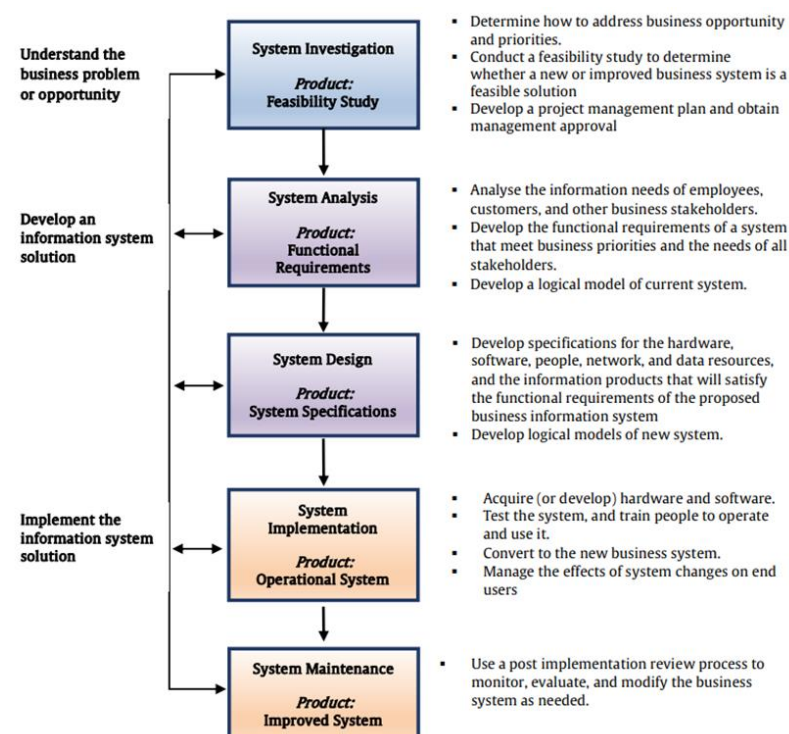 Understand the
business problem
or opportunity
System Investigation
Product:
Feasibility Study
▪ Determine how to address business opportunity
and priorities.
▪ Conduct a feasibility study to determine
whether a new or improved business system is a
feasible solution
▪ Develop a project management plan and obtain
management approval
Develop an
information system
solution
System Analysis
Product:
Functional
Requirements
▪ Analyse the information needs of employees,
customers, and other business stakeholders.
▪ Develop the functional requirements of a system
that meet business priorities and the needs of all
stakeholders.
▪ Develop a logical model of current system.
System Design
Product:
System Specifications
▪ Develop specifications for the hardware,
software, people, network, and data resources,
and the information products that will satisfy
the functional requirements of the proposed
business information system
▪ Develop logical models of new system.
Implement the
information system
solution
System
Implementation
Product:
Operational System
▪ Acquire (or develop) hardware and software.
▪ Test the system, and train people to operate
and use it.
▪ Convert to the new business system.
▪ Manage the effects of system changes on end
users
System Maintenance
Product:
Improved System
▪ Use a post implementation review process to
monitor, evaluate, and modify the business
system as needed.